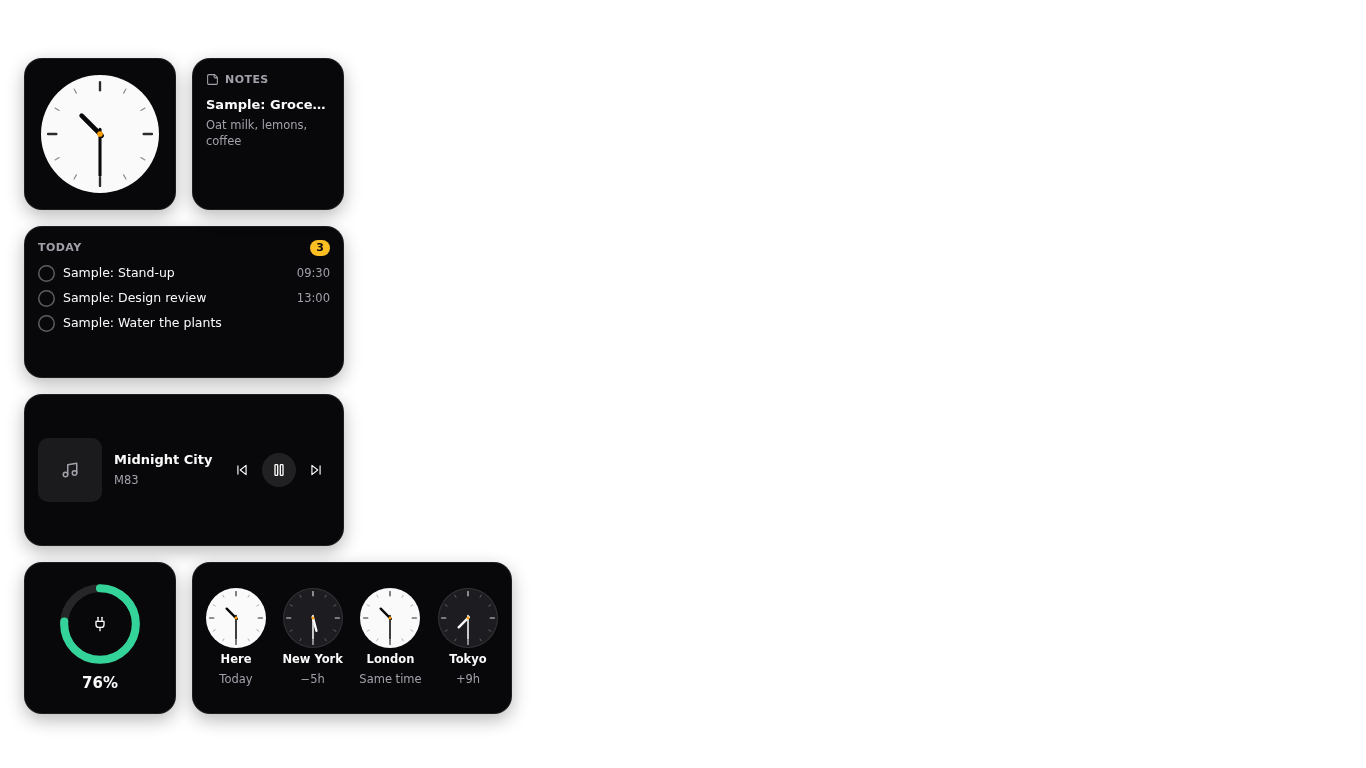 NOTES
Sample: Groce…
Oat milk, lemons,
coffee
TODAY 3
Sample: Stand-up 09:30
Sample: Design review 13:00
Sample: Water the plants
Midnight City
M83
76%
Here New York London Tokyo
Today −5h Same time +9h